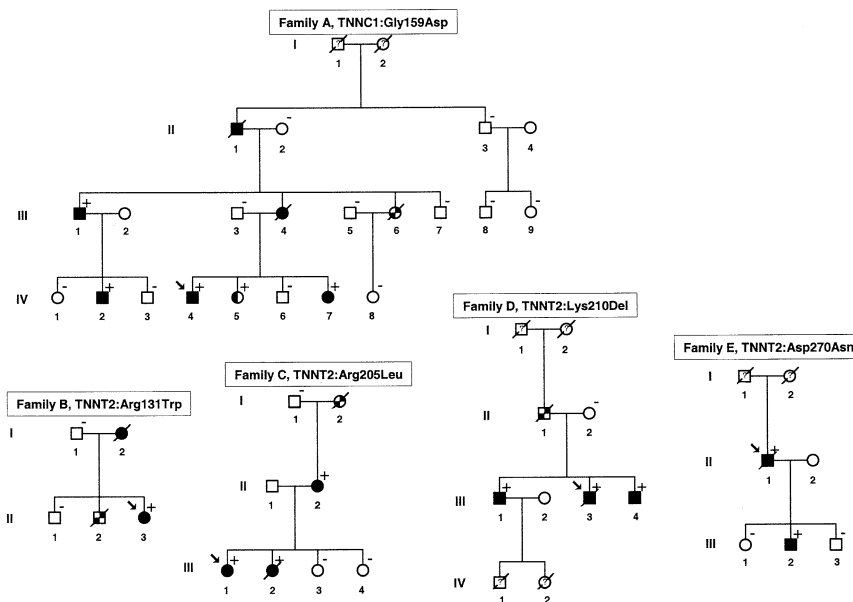 Family A, TNNC1:Gly159Asp
I
? ?
1 2
II
- -
1 2 3 4
III
+ - - - - -
1 2 3 4 5 6 7 8 9
IV
- + - + + - + -
1 2 3 4 5 6 7 8
Family B, TNNT2:Arg131Trp
I
-
1 2
II
- +
1 2 3
Family C, TNNT2:Arg205Leu
I
-
1 2
II
+
1 2
III
+ + - -
1 2 3 4
Family D, TNNT2:Lys210Del
I
? ?
1 2
II
-
1 2
III
+ + +
1 2 3 4
IV
? ?
1 2
Family E, TNNT2:Asp270Asn
I
? ?
1 2
II
+
1 2
III
- + -
1 2 3